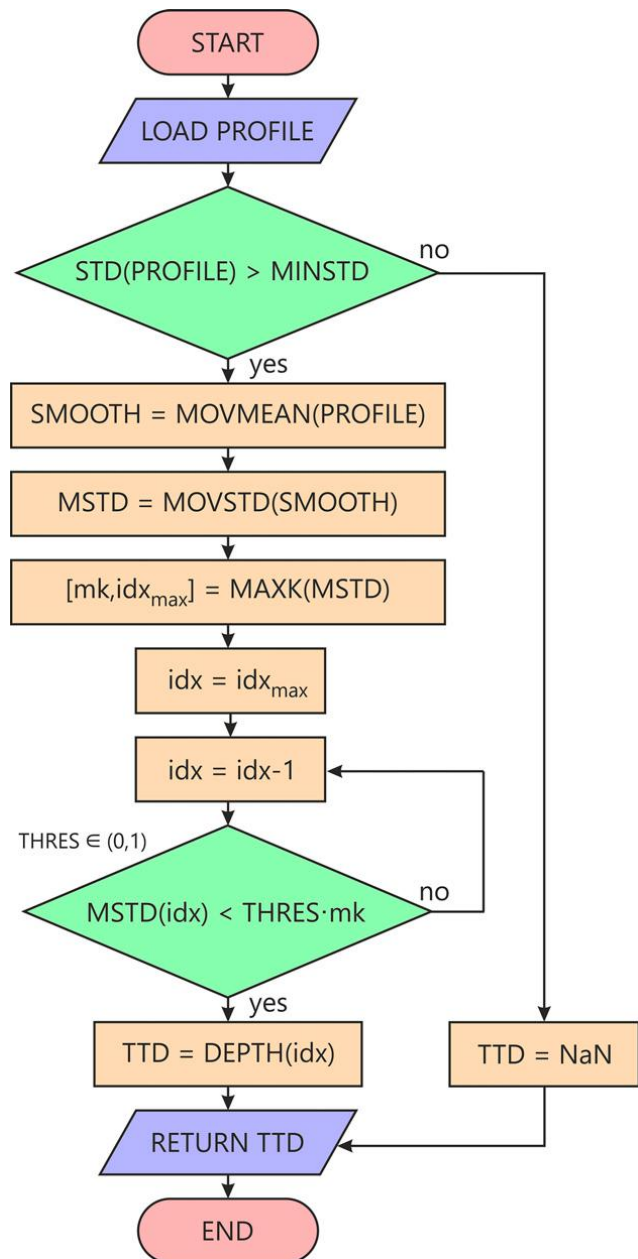 START
LOAD PROFILE
STD(PROFILE) > MINSTD
no
yes
SMOOTH = MOVMEAN(PROFILE)
MSTD = MOVSTD(SMOOTH)
[mk,idxmax] = MAXK(MSTD)
idx = idxmax
idx = idx-1
THRES ∈ (0,1)
MSTD(idx) < THRES·mk
no
yes
TTD = DEPTH(idx)
TTD = NaN
RETURN TTD
END